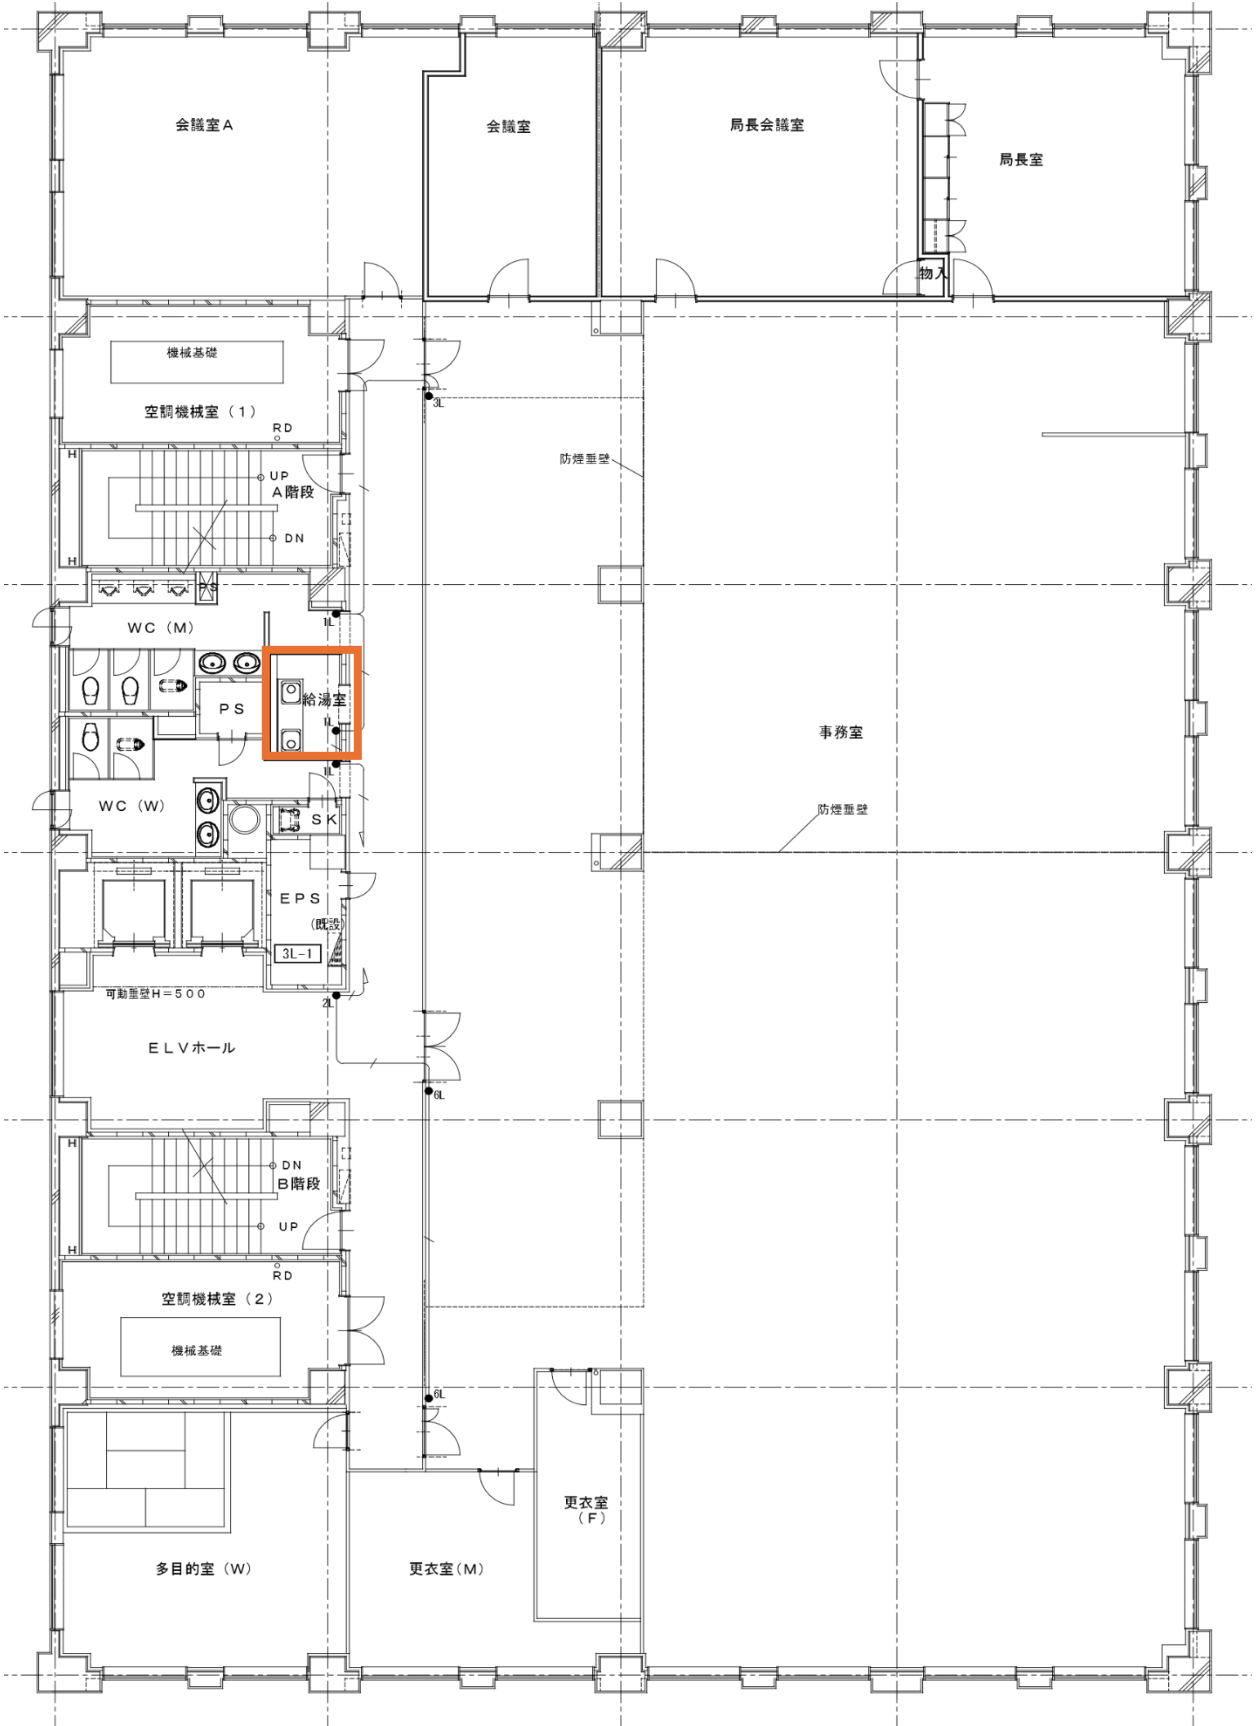 会議室A
会議室
局長会議室
局長室
物入
機械基礎
空調機械室（1）
RD
3L
H
UP
A階段
防煙垂壁
DN
H
PS
WC（M）
1L
給湯室
PS
1L
事務室
1L
WC（W）
SK
防煙垂壁
EPS
(既設)
3L-1
可動垂壁H=500
2L
ELVホール
6L
H
DN
B階段
UP
H
RD
空調機械室（2）
機械基礎
6L
更衣室
（F）
多目的室（W）
更衣室(M)